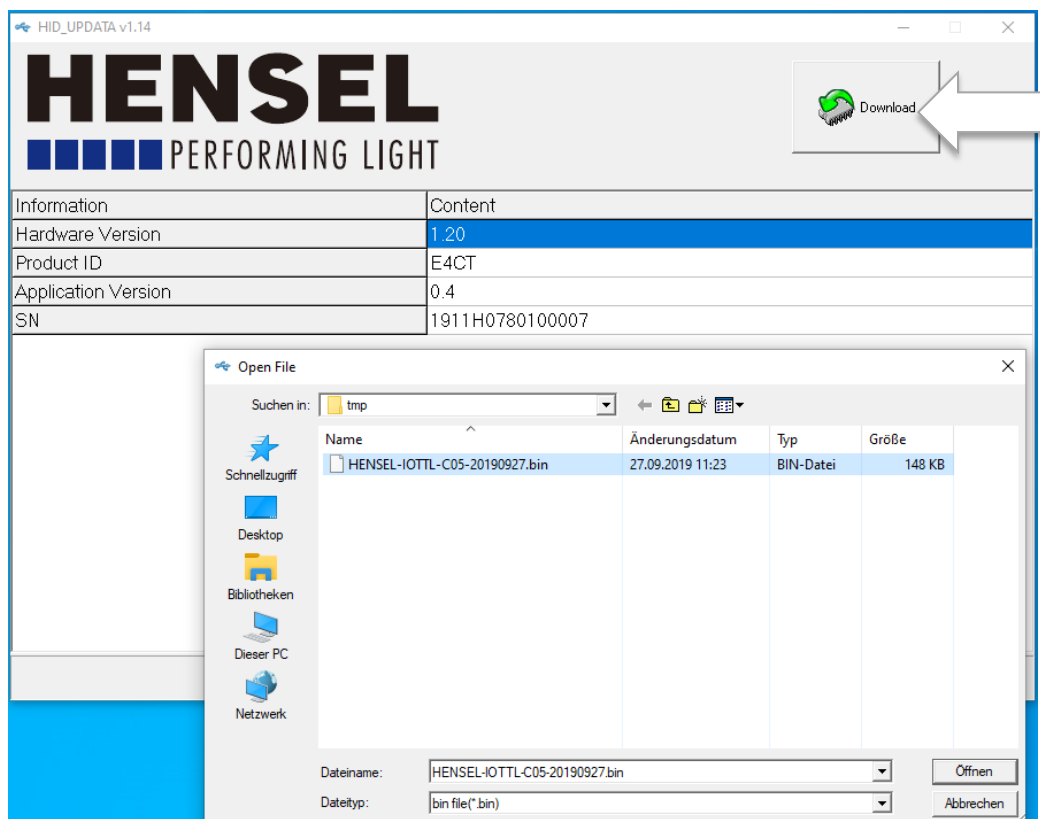 HID_UPDATA v1.14
HENSEL
PERFORMING LIGHT
Download
Information Content
Hardware Version 1.20
Product ID E4CT
Application Version 0.4
SN 1911H0780100007
Open File
Suchen in: tmp
Name Änderungsdatum Typ Größe
HENSEL-IOTTL-C05-20190927.bin 27.09.2019 11:23 BIN-Datei 148 KB
Schnellzugriff
Desktop
Bibliotheken
Dieser PC
Netzwerk
Dateiname: HENSEL-IOTTL-C05-20190927.bin Öffnen
Dateityp: bin file(*.bin) Abbrechen